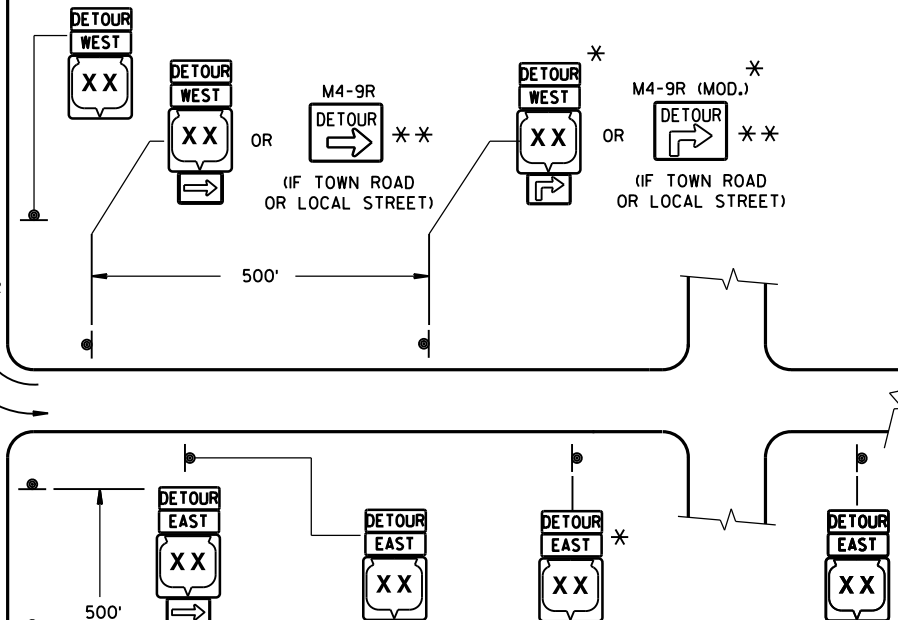 DETOUR
WEST
XX
DETOUR
WEST
XX
OR
M4-9R
DETOUR
**
(IF TOWN ROAD
OR LOCAL STREET)
DETOUR
*
WEST
XX
OR
M4-9R (MOD.)
*
DETOUR
**
(IF TOWN ROAD
OR LOCAL STREET)
500'
DETOUR
EAST
XX
500'
DETOUR
EAST
XX
DETOUR
EAST
*
XX
DETOUR
EAST
XX